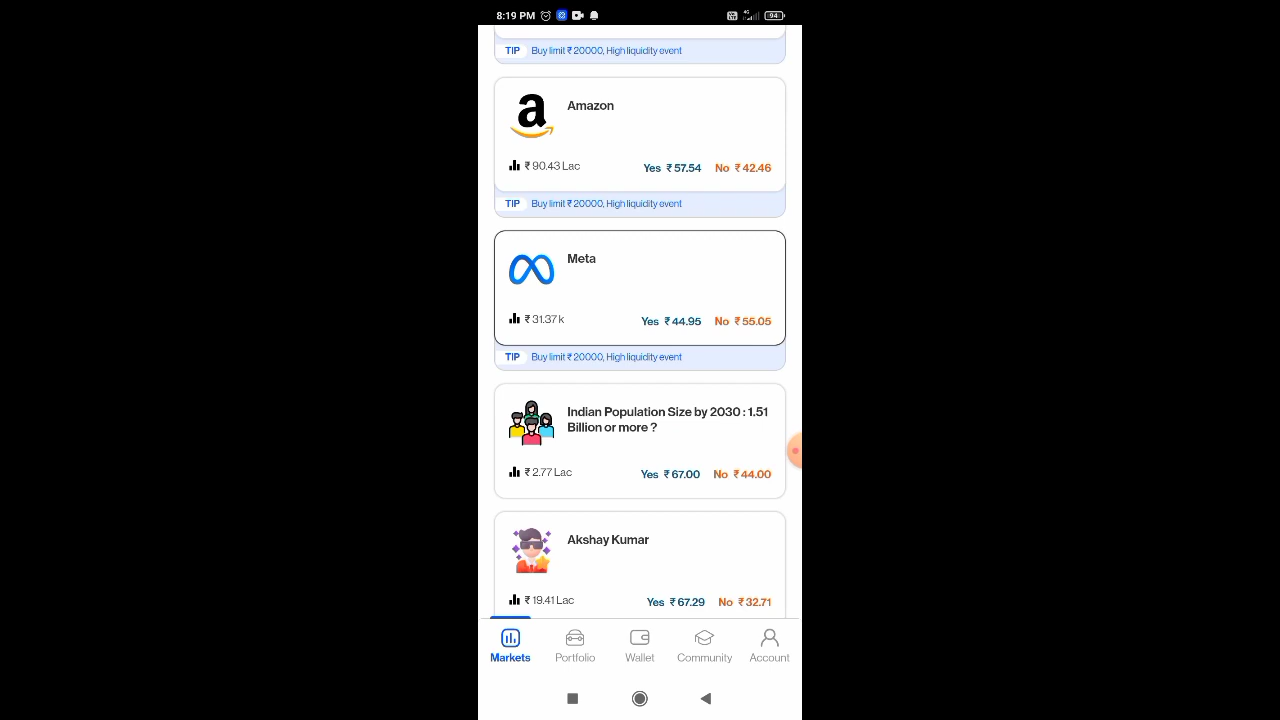 8:19 PM
4G
94
TIP Buy limit ₹ 20000, High liquidity event
Amazon
₹ 90.43 Lac Yes ₹ 57.54 No ₹ 42.46
TIP Buy limit ₹ 20000, High liquidity event
Meta
₹ 31.37 k Yes ₹ 44.95 No ₹ 55.05
TIP Buy limit ₹ 20000, High liquidity event
Indian Population Size by 2030 : 1.51
Billion or more ?
₹ 2.77 Lac Yes ₹ 67.00 No ₹ 44.00
Akshay Kumar
₹ 19.41 Lac Yes ₹ 67.29 No ₹ 32.71
Markets Portfolio Wallet Community Account